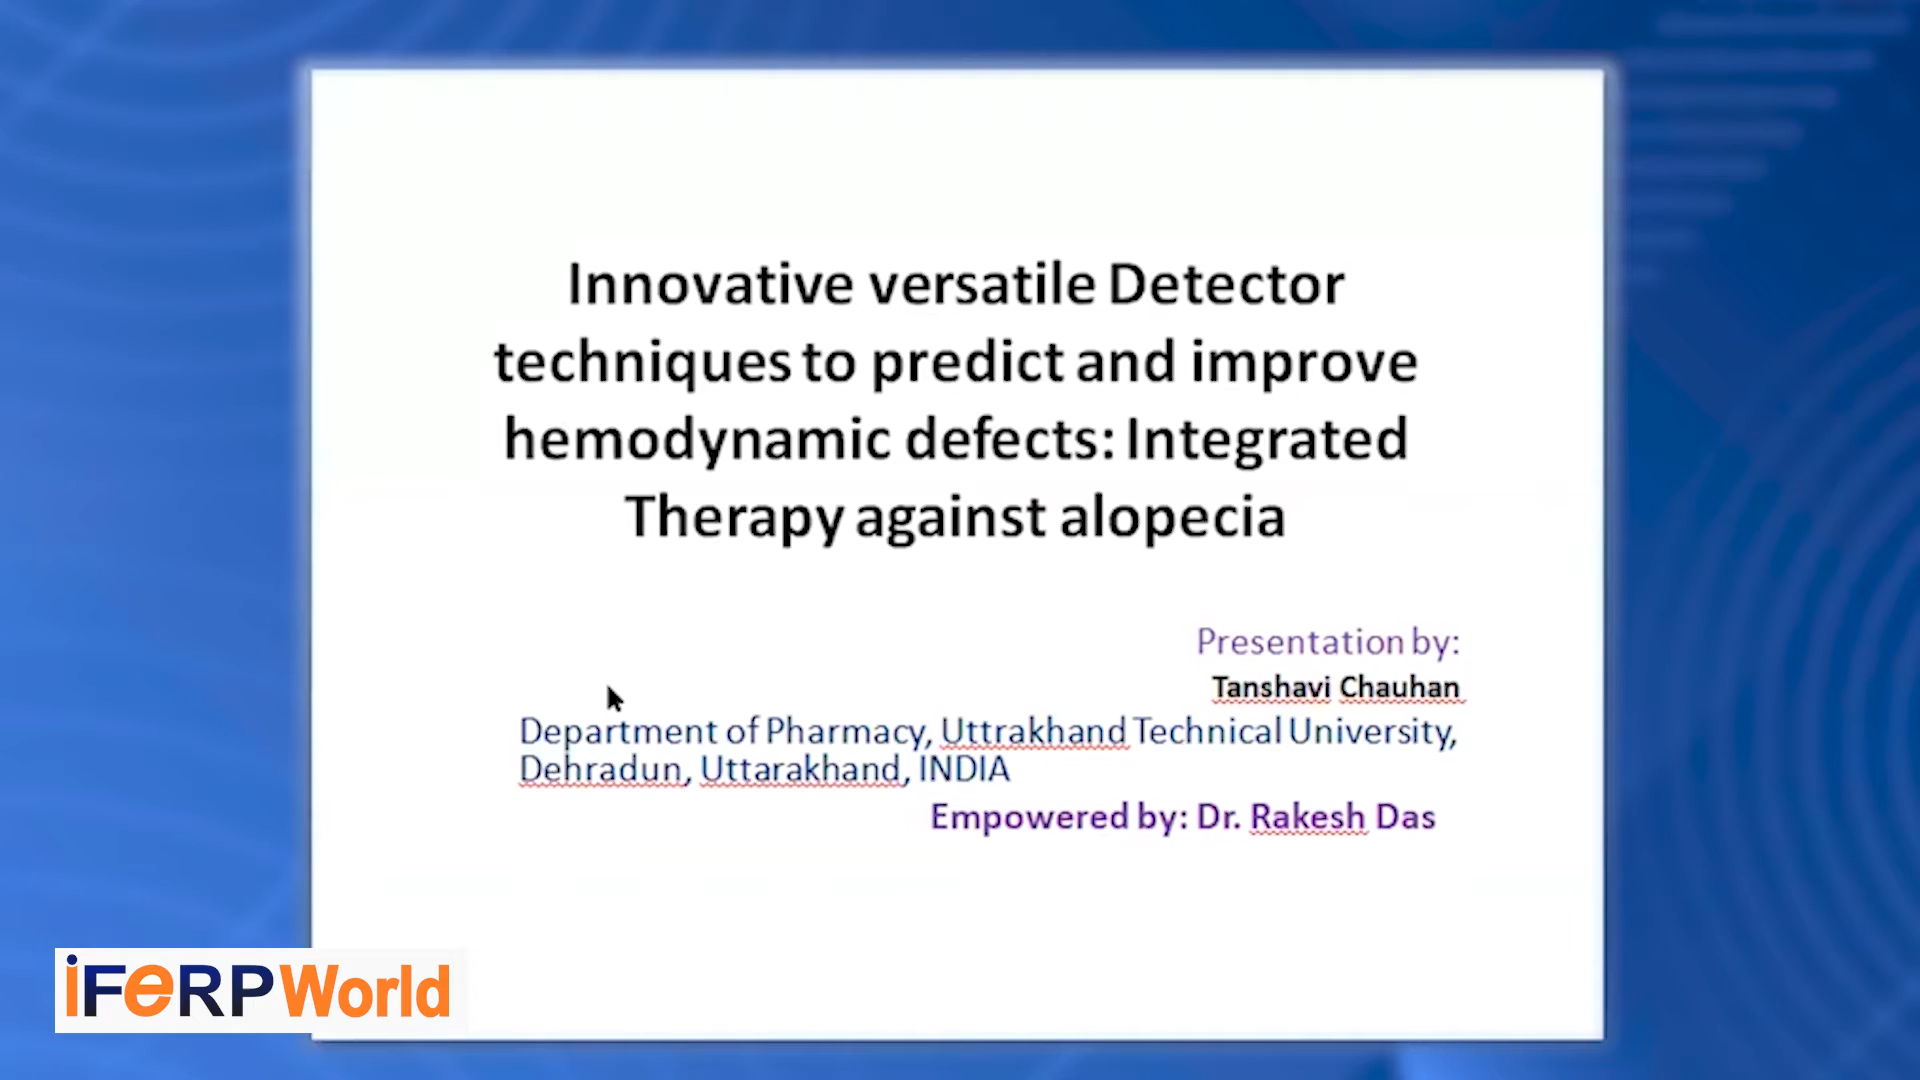 Innovative versatile Detector
techniques to predict and improve
hemodynamic defects: Integrated
Therapy against alopecia
Presentation by:
Tanshavi Chauhan
Department of Pharmacy, Uttrakhand Technical University,
Dehradun, Uttarakhand, INDIA
Empowered by: Dr. Rakesh Das
iFeRP World